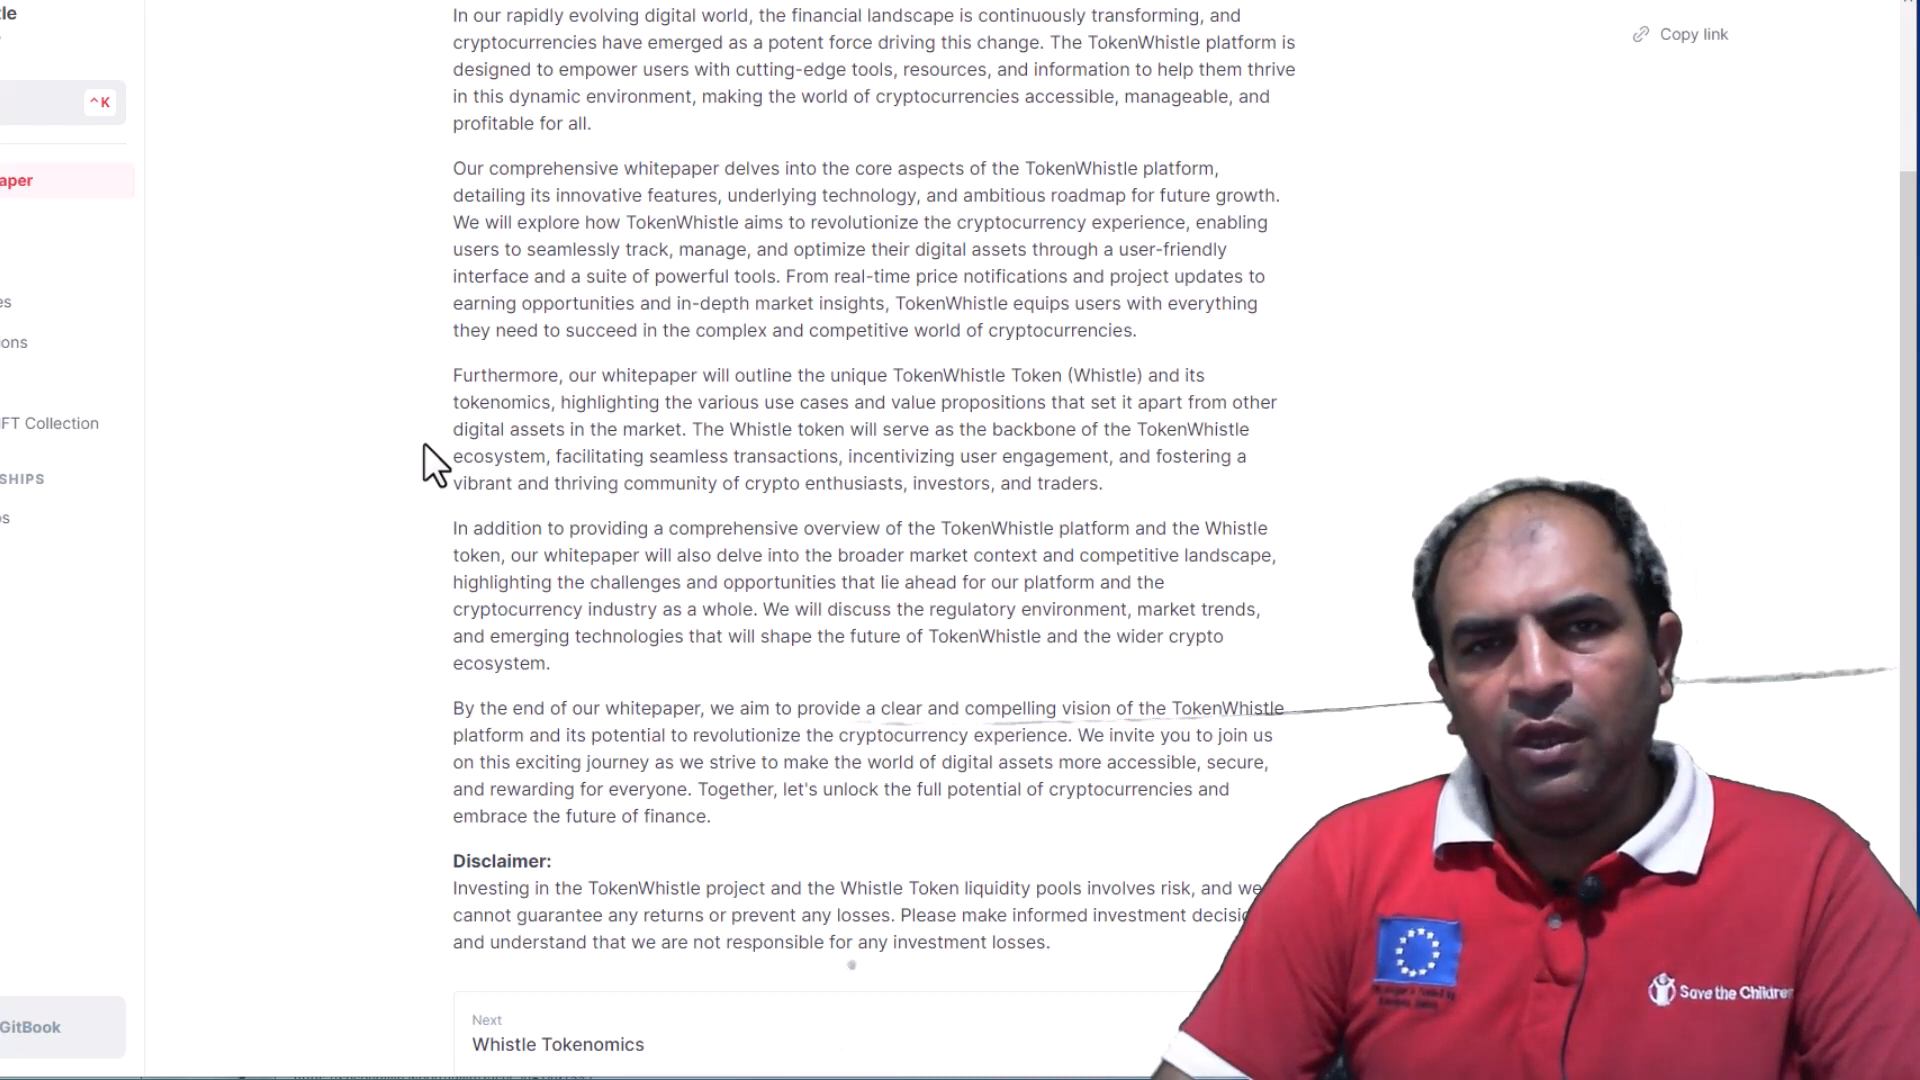 tle
^K
aper
es
ons
FT Collection
SHIPS
s
GitBook
Copy link
In our rapidly evolving digital world, the financial landscape is continuously transforming, and
cryptocurrencies have emerged as a potent force driving this change. The TokenWhistle platform is
designed to empower users with cutting-edge tools, resources, and information to help them thrive
in this dynamic environment, making the world of cryptocurrencies accessible, manageable, and
profitable for all.
Our comprehensive whitepaper delves into the core aspects of the TokenWhistle platform,
detailing its innovative features, underlying technology, and ambitious roadmap for future growth.
We will explore how TokenWhistle aims to revolutionize the cryptocurrency experience, enabling
users to seamlessly track, manage, and optimize their digital assets through a user-friendly
interface and a suite of powerful tools. From real-time price notifications and project updates to
earning opportunities and in-depth market insights, TokenWhistle equips users with everything
they need to succeed in the complex and competitive world of cryptocurrencies.
Furthermore, our whitepaper will outline the unique TokenWhistle Token (Whistle) and its
tokenomics, highlighting the various use cases and value propositions that set it apart from other
digital assets in the market. The Whistle token will serve as the backbone of the TokenWhistle
ecosystem, facilitating seamless transactions, incentivizing user engagement, and fostering a
vibrant and thriving community of crypto enthusiasts, investors, and traders.
In addition to providing a comprehensive overview of the TokenWhistle platform and the Whistle
token, our whitepaper will also delve into the broader market context and competitive landscape,
highlighting the challenges and opportunities that lie ahead for our platform and the
cryptocurrency industry as a whole. We will discuss the regulatory environment, market trends,
and emerging technologies that will shape the future of TokenWhistle and the wider crypto
ecosystem.
By the end of our whitepaper, we aim to provide a clear and compelling vision of the TokenWhistle
platform and its potential to revolutionize the cryptocurrency experience. We invite you to join us
on this exciting journey as we strive to make the world of digital assets more accessible, secure,
and rewarding for everyone. Together, let's unlock the full potential of cryptocurrencies and
embrace the future of finance.
Disclaimer:
Investing in the TokenWhistle project and the Whistle Token liquidity pools involves risk, and we
cannot guarantee any returns or prevent any losses. Please make informed investment decisi
and understand that we are not responsible for any investment losses.
Next
Whistle Tokenomics
Save the Children